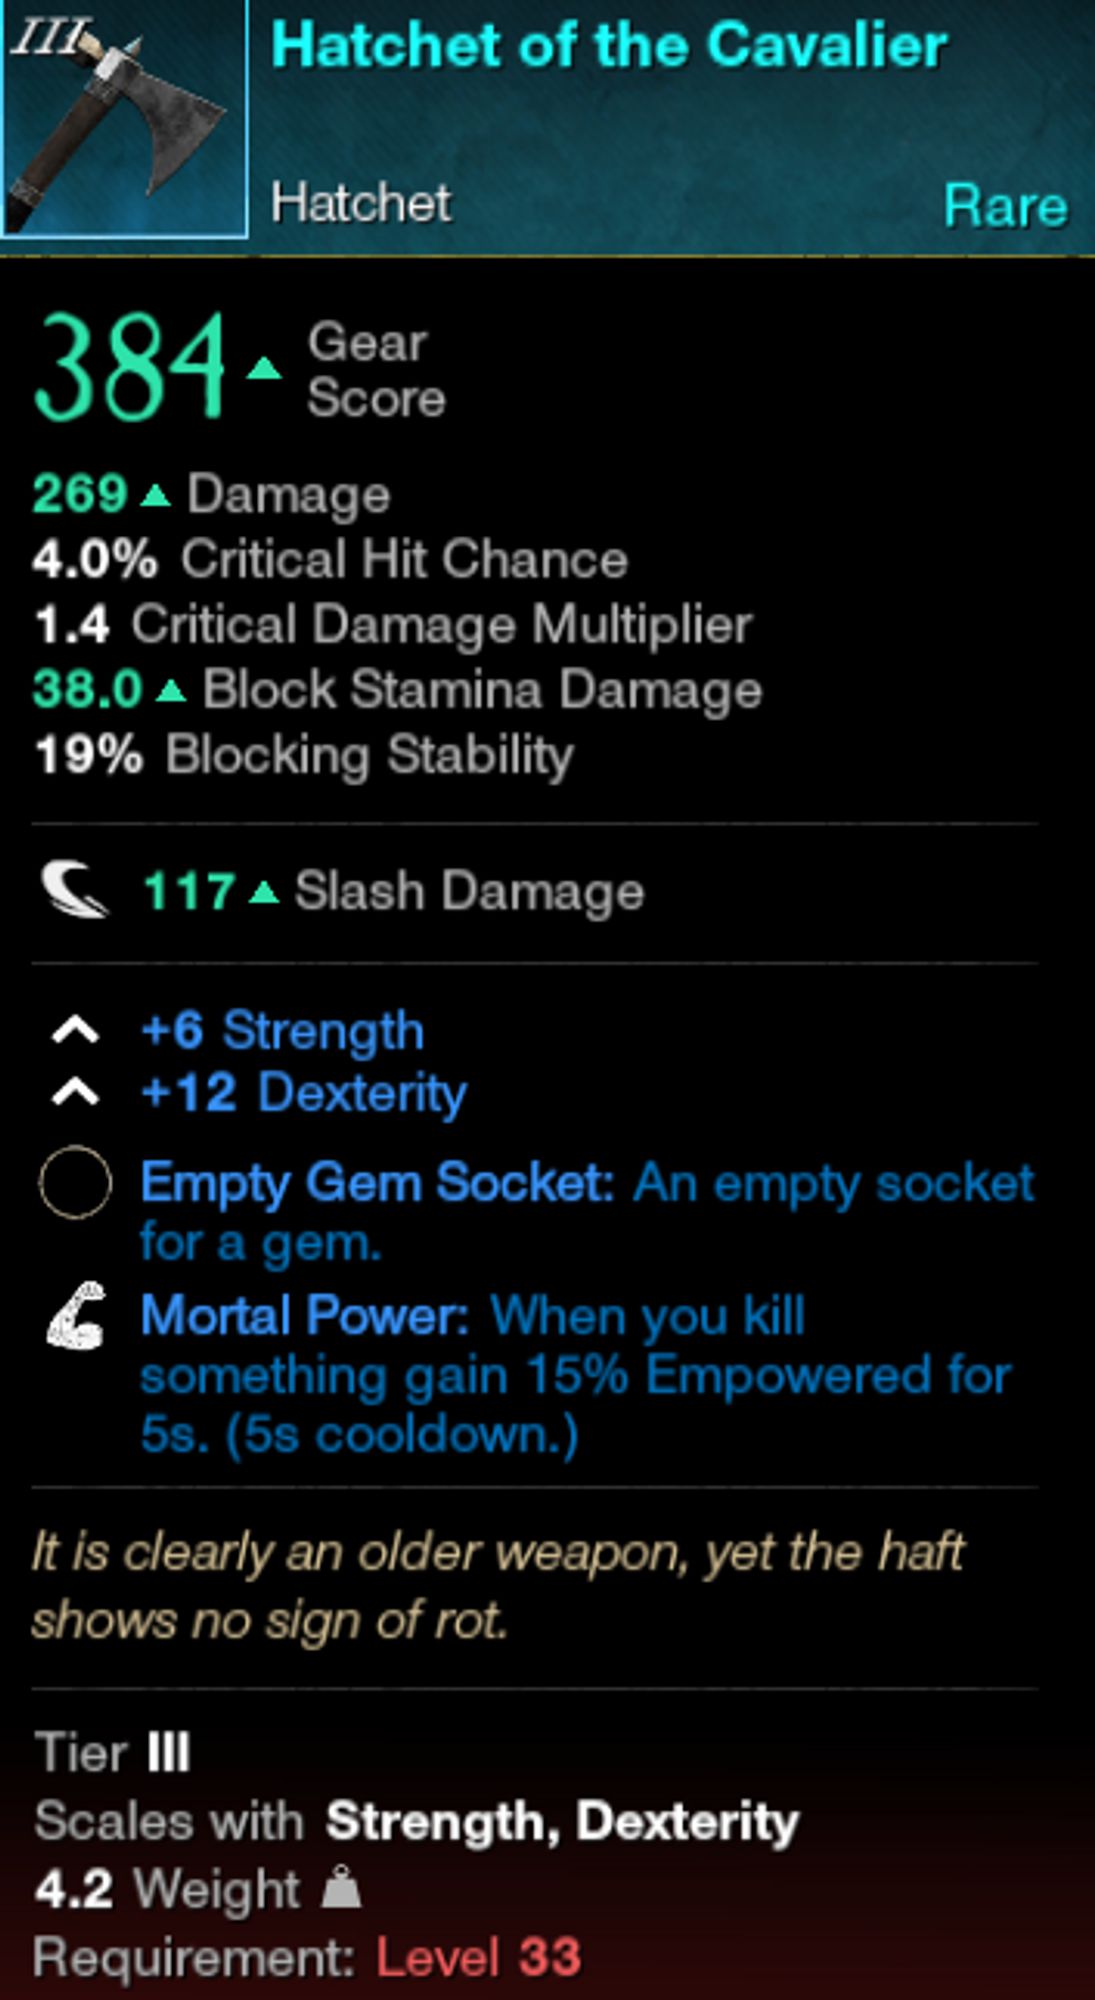 III
Hatchet of the Cavalier
Hatchet
Rare
384 Gear
Score
269 Damage
4.0% Critical Hit Chance
1.4 Critical Damage Multiplier
38.0 Block Stamina Damage
19% Blocking Stability
117 Slash Damage
+6 Strength
+12 Dexterity
Empty Gem Socket: An empty socket
for a gem.
Mortal Power: When you kill
something gain 15% Empowered for
5s. (5s cooldown.)
It is clearly an older weapon, yet the haft
shows no sign of rot.
Tier III
Scales with Strength, Dexterity
4.2 Weight
Requirement: Level 33